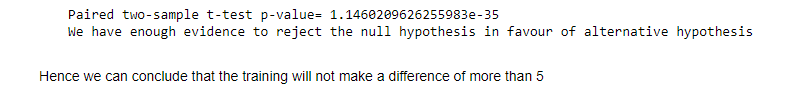 Paired two-sample t-test p-value= 1.1460209626255983e-35
We have enough evidence to reject the null hypothesis in favour of alternative hypothesis
Hence we can conclude that the training will not make a difference of more than 5